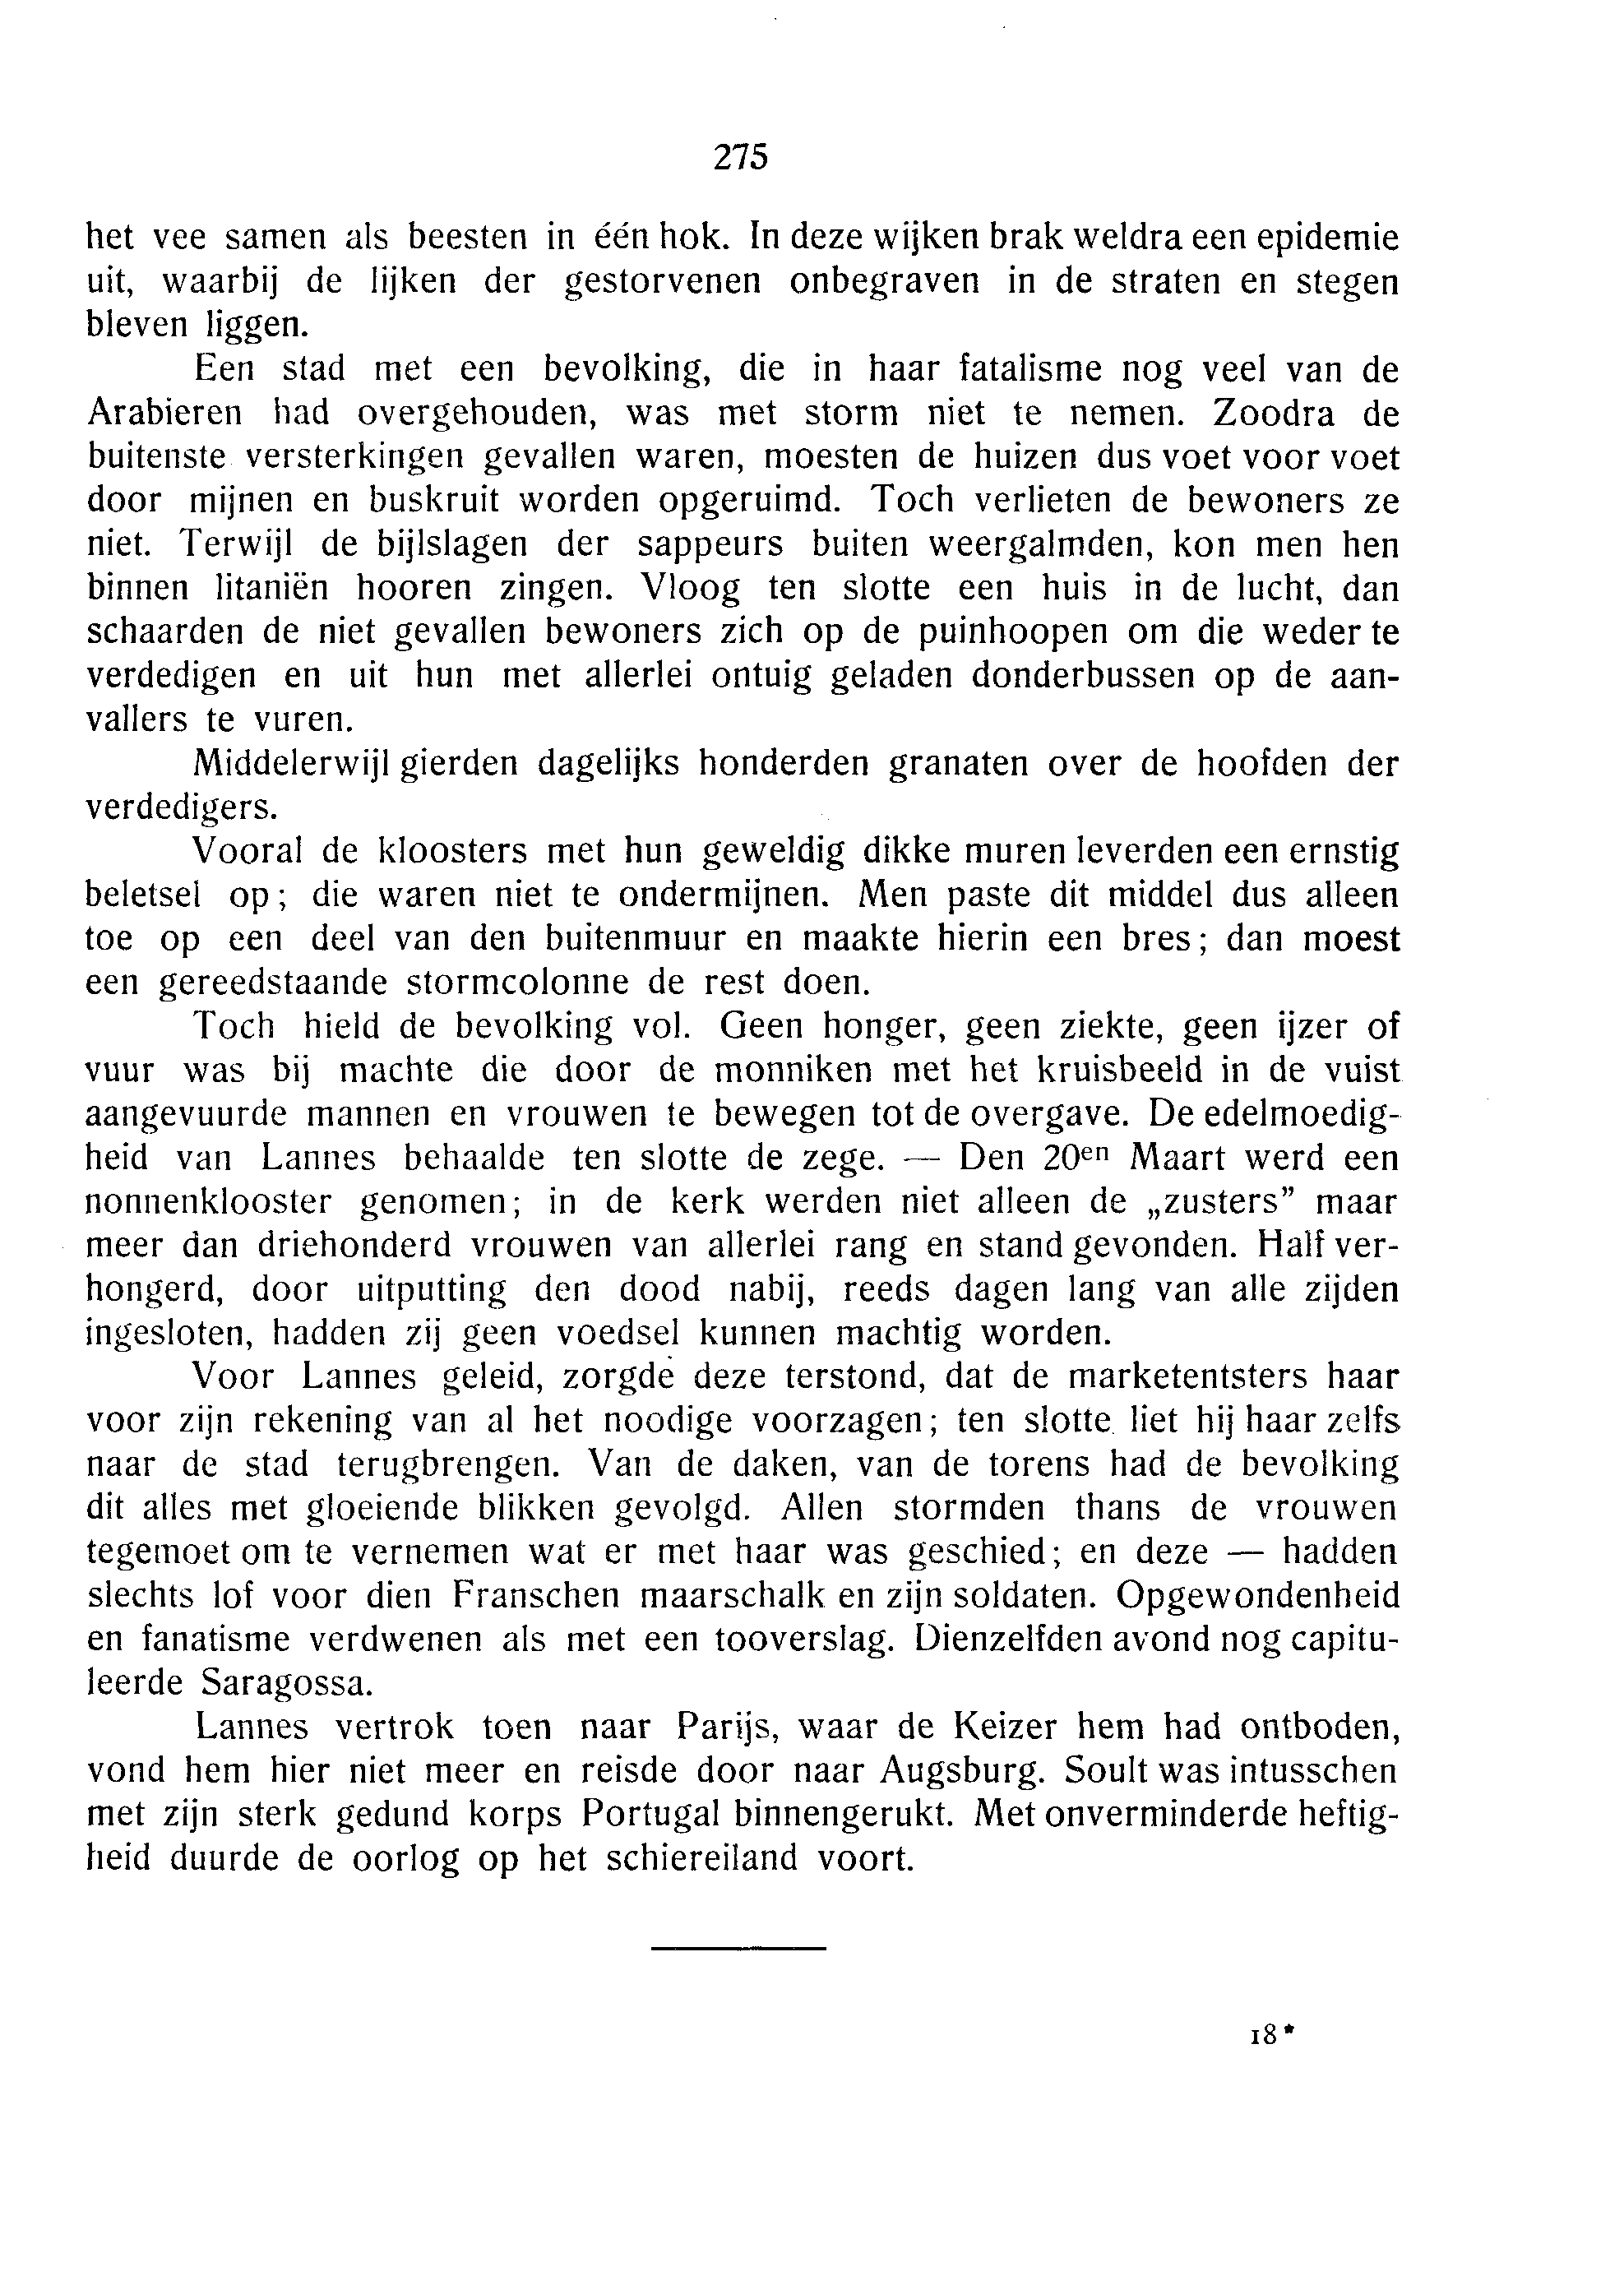 275
het vee samen als beesten in één hok. In deze wijken brak weldra een epidemie
uit, waarbij de lijken der gestorvenen onbegraven in de straten en stegen
bleven liggen.
Een stad met een bevolking, die in haar fatalisme nog veel van de
Arabieren had overgehouden, was met storm niet te nemen. Zoodra de
buitenste versterkingen gevallen waren, moesten de huizen dus voet voor voet
door mijnen en buskruit worden opgeruimd. Toch verlieten de bewoners ze
niet. Terwijl de bijlslagen der sappeurs buiten weergalmden, kon men hen
binnen litaniën hooren zingen. Vloog ten slotte een huis in de lucht, dan
schaarden de niet gevallen bewoners zich op de puinhoopen om die weder te
verdedigen en uit hun met allerlei ontuig geladen donderbussen op de aan-
vallers te vuren.
Middelerwijl gierden dagelijks honderden granaten over de hoofden der
verdedigers.
Vooral de kloosters met hun geweldig dikke muren leverden een ernstig
beletsel op; die waren niet te ondermijnen. Men paste dit middel dus alleen
toe op een deel van den buitenmuur en maakte hierin een bres; dan moest
een gereedstaande stormcolonne de rest doen.
Toch hield de bevolking vol. Geen honger, geen ziekte, geen ijzer of
vuur was bij machte die door de monniken met het kruisbeeld in de vuist
aangevuurde mannen en vrouwen te bewegen tot de overgave. De edelmoedig-
heid van Lannes behaalde ten slotte de zege. — Den 20en Maart werd een
nonnenklooster genomen; in de kerk werden niet alleen de „zusters” maar
meer dan driehonderd vrouwen van allerlei rang en stand gevonden. Half ver-
hongerd, door uitputting den dood nabij, reeds dagen lang van alle zijden
ingesloten, hadden zij geen voedsel kunnen machtig worden.
Voor Lannes geleid, zorgde deze terstond, dat de marketentsters haar
voor zijn rekening van al het noodige voorzagen; ten slotte liet hij haar zelfs
naar de stad terugbrengen. Van de daken, van de torens had de bevolking
dit alles met gloeiende blikken gevolgd. Allen stormden thans de vrouwen
tegemoet om te vernemen wat er met haar was geschied; en deze — hadden
slechts lof voor dien Franschen maarschalk en zijn soldaten. Opgewondenheid
en fanatisme verdwenen als met een tooverslag. Dienzelfden avond nog capitu-
leerde Saragossa.
Lannes vertrok toen naar Parijs, waar de Keizer hem had ontboden,
vond hem hier niet meer en reisde door naar Augsburg. Soult was intusschen
met zijn sterk gedund korps Portugal binnengerukt. Met onverminderde heftig-
heid duurde de oorlog op het schiereiland voort.
18*